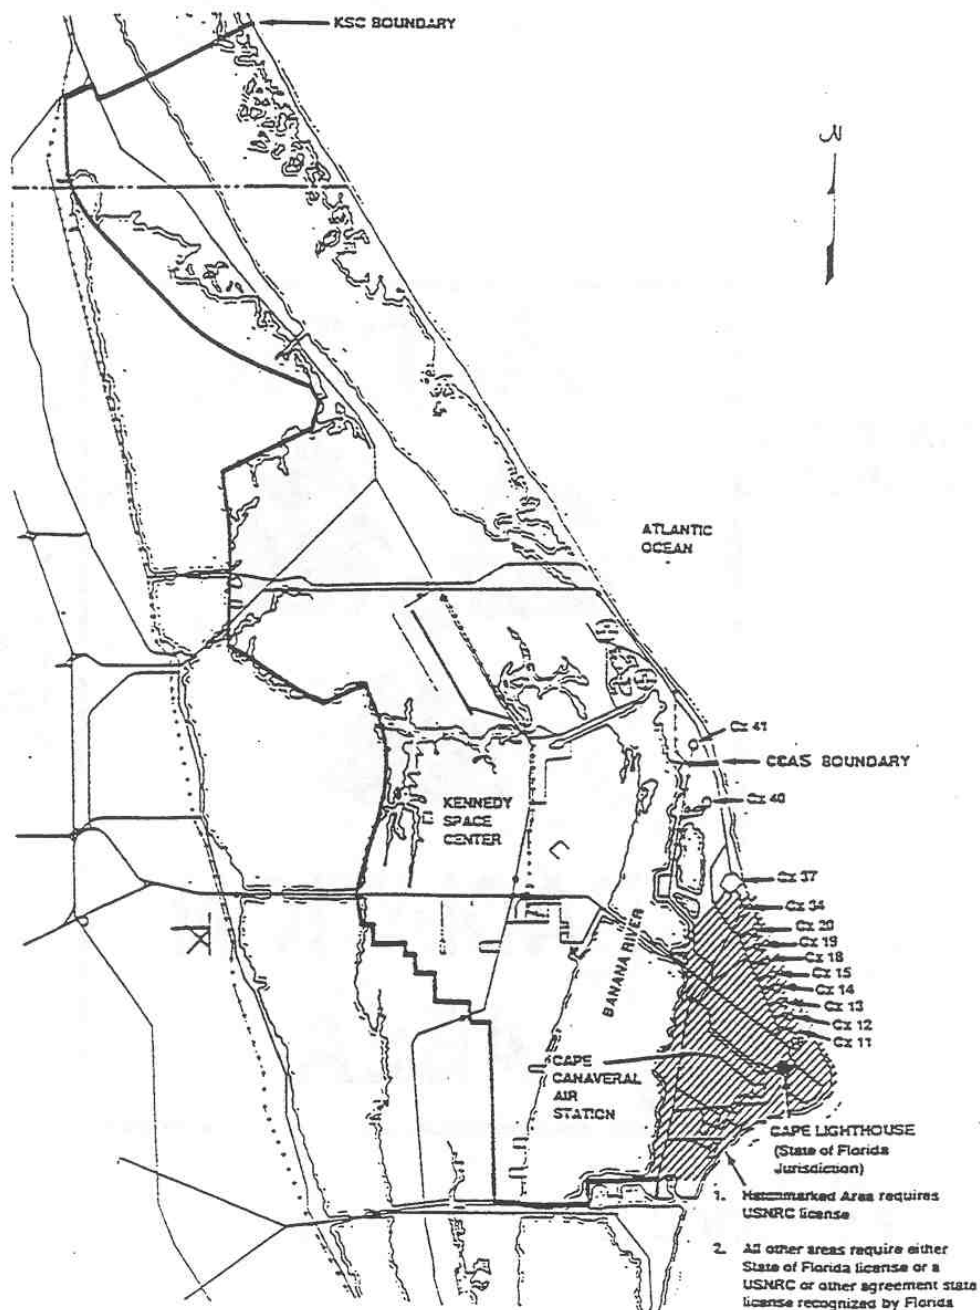 KSC BOUNDARY
N
ATLANTIC
OCEAN
Cx 41
CCAS BOUNDARY
Cx 40
KENNEDY
SPACE
CENTER
Cx 37
Cx 34
Cx 20
Cx 19
Cx 18
Cx 15
Cx 14
Cx 13
Cx 12
Cx 11
BANANA RIVER
CAPE
CANAVERAL
AIR
STATION
CAPE LIGHTHOUSE
(State of Florida
Jurisdiction)
1. Hatchmarked Area requires
USNRC license
2. All other areas require either
State of Florida license or a
USNRC or other agreement state
license recognized by Florida